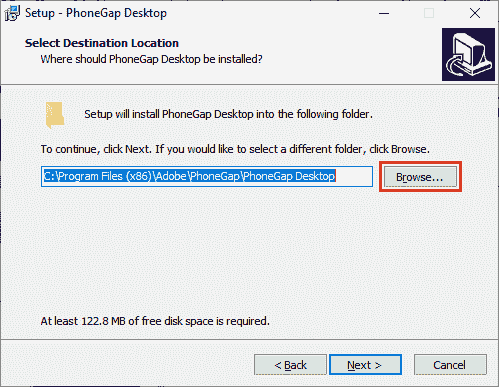 Setup - PhoneGap Desktop
Select Destination Location
Where should PhoneGap Desktop be installed?
Setup will install PhoneGap Desktop into the following folder.
To continue, click Next. If you would like to select a different folder, click Browse.
C:\Program Files (x86)\Adobe\PhoneGap\PhoneGap Desktop
Browse...
At least 122.8 MB of free disk space is required.
< Back
Next >
Cancel